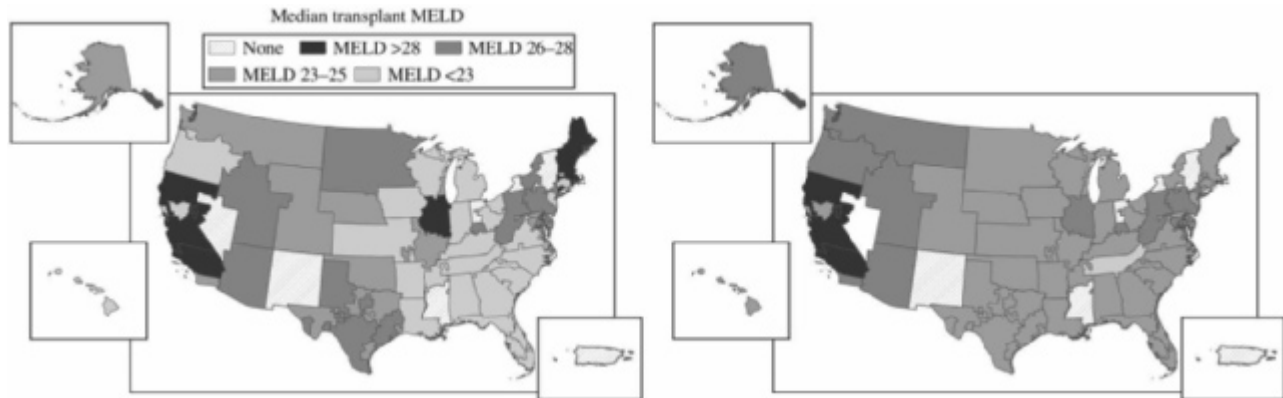 Median transplant MELD
None MELD >28 MELD 26–28
MELD 23–25 MELD <23